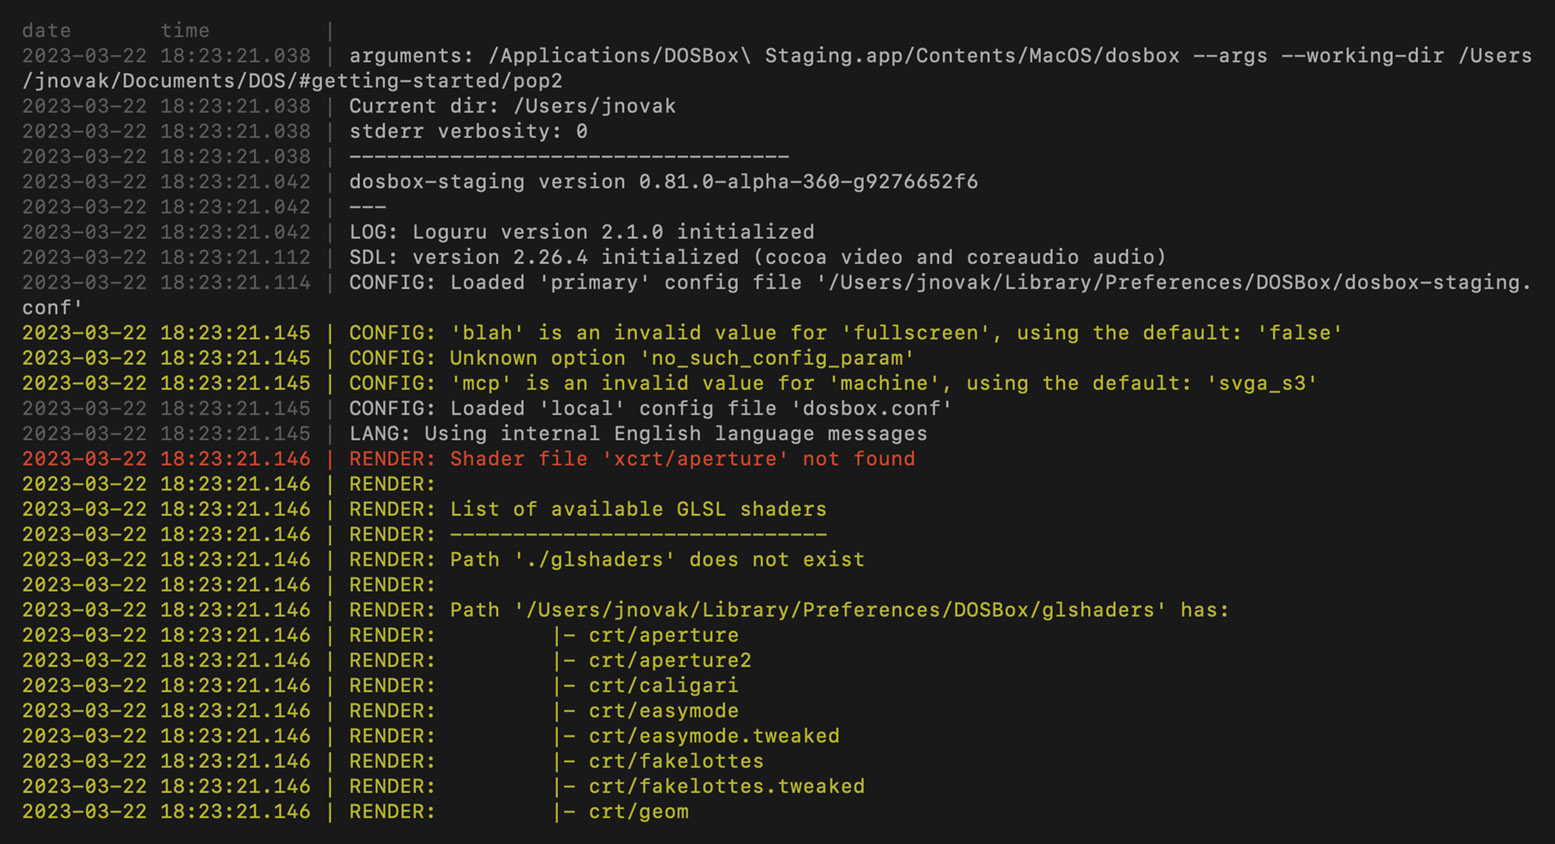 date       time         |
2023-03-22 18:23:21.038 | arguments: /Applications/DOSBox\ Staging.app/Contents/MacOS/dosbox --args --working-dir /Users
/jnovak/Documents/DOS/#getting-started/pop2
2023-03-22 18:23:21.038 | Current dir: /Users/jnovak
2023-03-22 18:23:21.038 | stderr verbosity: 0
2023-03-22 18:23:21.038 | -----------------------------------
2023-03-22 18:23:21.042 | dosbox-staging version 0.81.0-alpha-360-g9276652f6
2023-03-22 18:23:21.042 | ---
2023-03-22 18:23:21.042 | LOG: Loguru version 2.1.0 initialized
2023-03-22 18:23:21.112 | SDL: version 2.26.4 initialized (cocoa video and coreaudio audio)
2023-03-22 18:23:21.114 | CONFIG: Loaded 'primary' config file '/Users/jnovak/Library/Preferences/DOSBox/dosbox-staging.
conf'
2023-03-22 18:23:21.145 | CONFIG: 'blah' is an invalid value for 'fullscreen', using the default: 'false'
2023-03-22 18:23:21.145 | CONFIG: Unknown option 'no_such_config_param'
2023-03-22 18:23:21.145 | CONFIG: 'mcp' is an invalid value for 'machine', using the default: 'svga_s3'
2023-03-22 18:23:21.145 | CONFIG: Loaded 'local' config file 'dosbox.conf'
2023-03-22 18:23:21.145 | LANG: Using internal English language messages
2023-03-22 18:23:21.146 | RENDER: Shader file 'xcrt/aperture' not found
2023-03-22 18:23:21.146 | RENDER:
2023-03-22 18:23:21.146 | RENDER: List of available GLSL shaders
2023-03-22 18:23:21.146 | RENDER: ------------------------------
2023-03-22 18:23:21.146 | RENDER: Path './glshaders' does not exist
2023-03-22 18:23:21.146 | RENDER:
2023-03-22 18:23:21.146 | RENDER: Path '/Users/jnovak/Library/Preferences/DOSBox/glshaders' has:
2023-03-22 18:23:21.146 | RENDER:         |- crt/aperture
2023-03-22 18:23:21.146 | RENDER:         |- crt/aperture2
2023-03-22 18:23:21.146 | RENDER:         |- crt/caligari
2023-03-22 18:23:21.146 | RENDER:         |- crt/easymode
2023-03-22 18:23:21.146 | RENDER:         |- crt/easymode.tweaked
2023-03-22 18:23:21.146 | RENDER:         |- crt/fakelottes
2023-03-22 18:23:21.146 | RENDER:         |- crt/fakelottes.tweaked
2023-03-22 18:23:21.146 | RENDER:         |- crt/geom